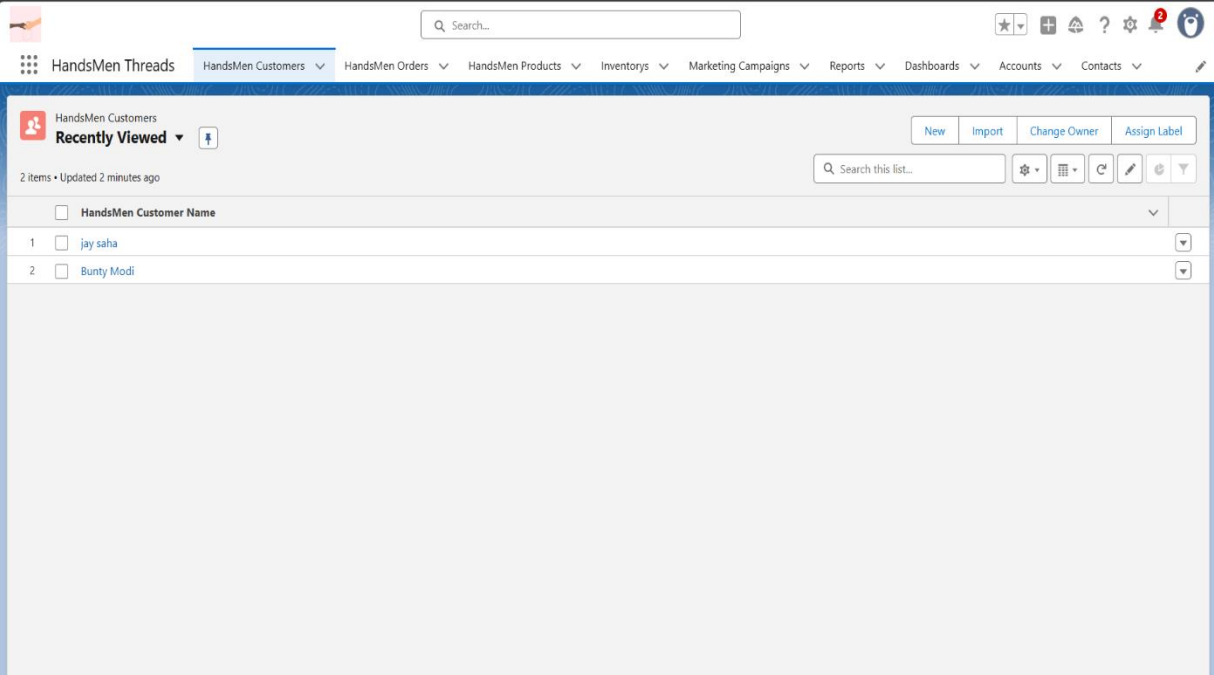 Search...
2
HandsMen Threads HandsMen Customers HandsMen Orders HandsMen Products Inventorys Marketing Campaigns Reports Dashboards Accounts Contacts
HandsMen Customers
Recently Viewed
New Import Change Owner Assign Label
2 items • Updated 2 minutes ago
Search this list...
HandsMen Customer Name
1 jay saha
2 Bunty Modi